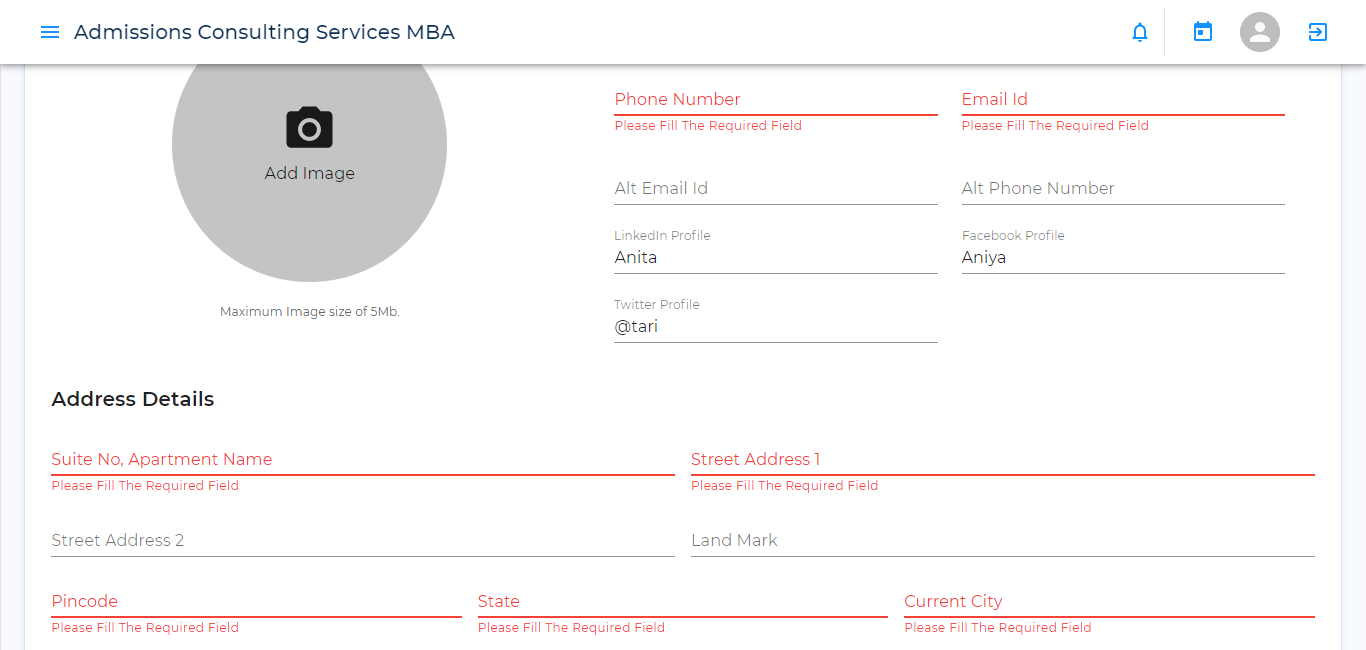 Admissions Consulting Services MBA
Add Image
Maximum Image size of 5Mb.
Phone Number
Email Id
Please Fill The Required Field
Please Fill The Required Field
Alt Email Id
Alt Phone Number
LinkedIn Profile
Facebook Profile
Anita
Aniya
Twitter Profile
@tari
Address Details
Suite No, Apartment Name
Street Address 1
Please Fill The Required Field
Please Fill The Required Field
Street Address 2
Land Mark
Pincode
State
Current City
Please Fill The Required Field
Please Fill The Required Field
Please Fill The Required Field